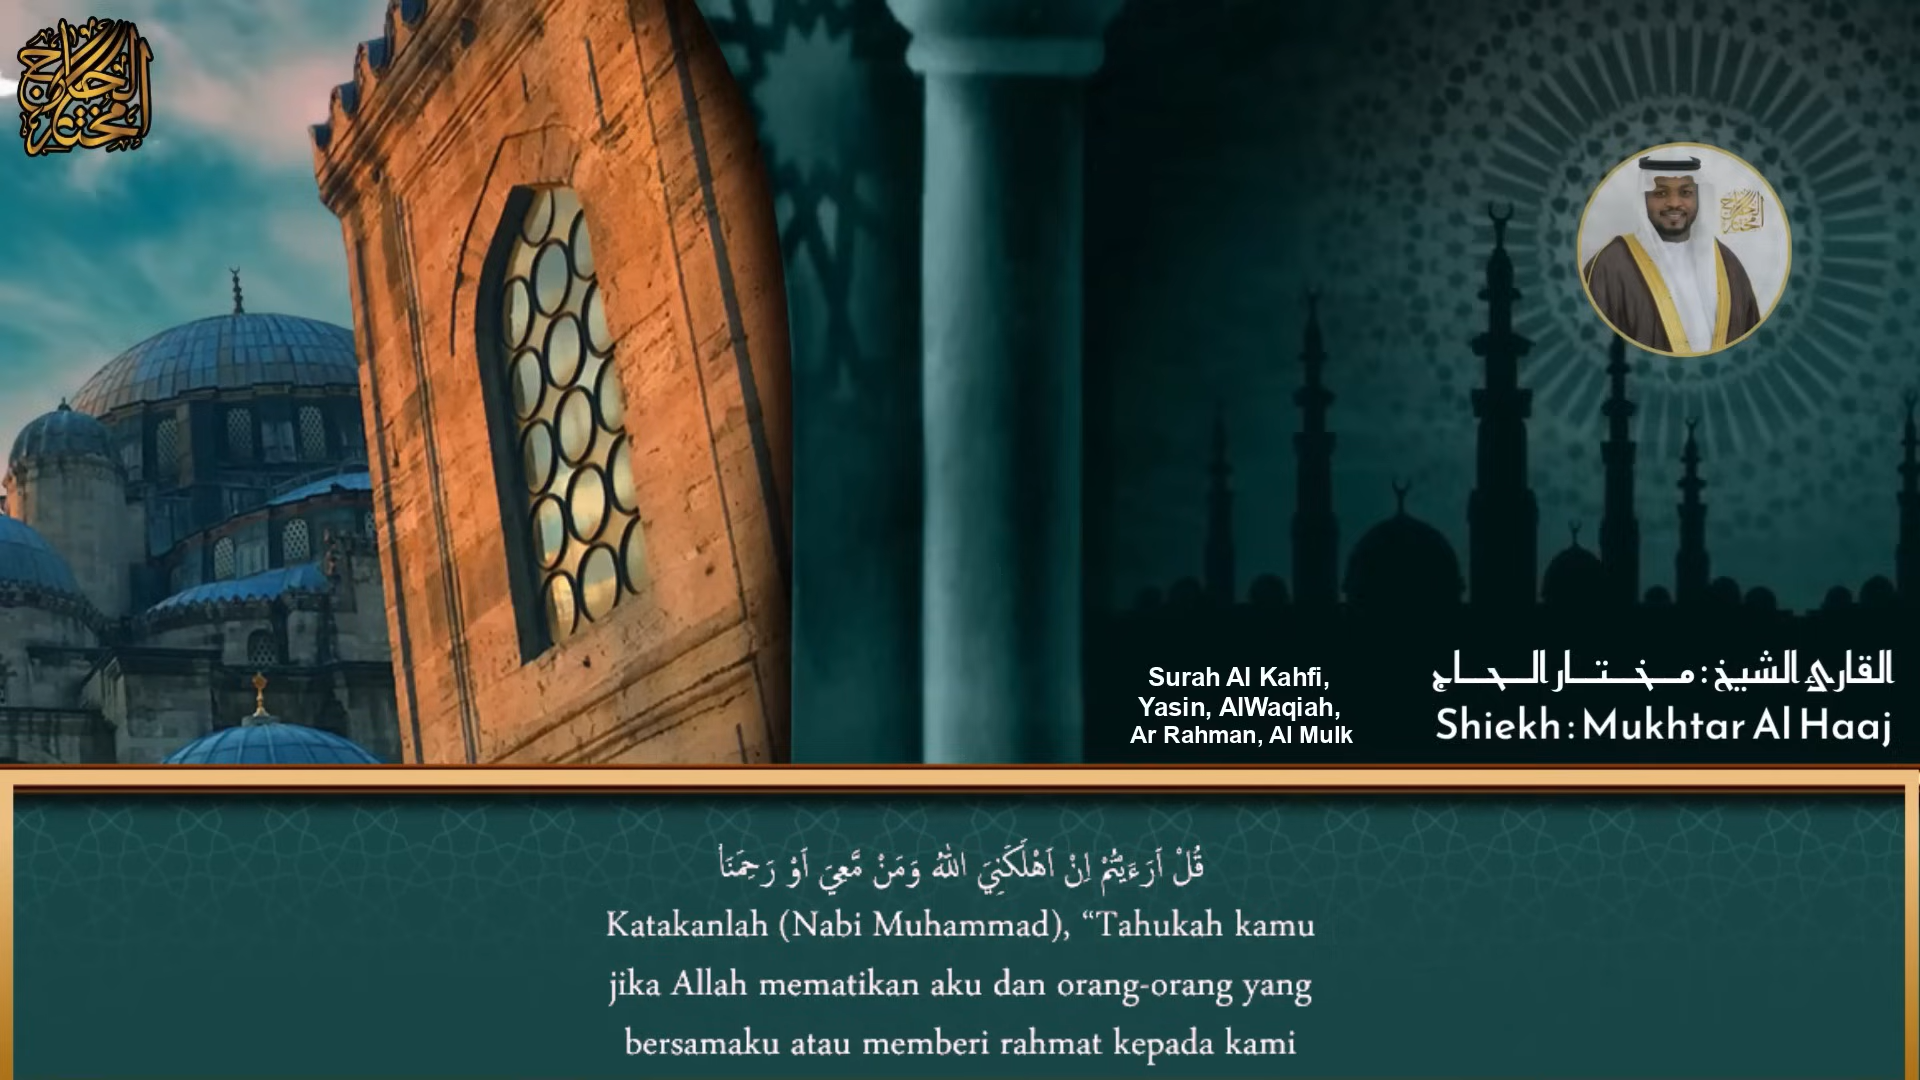 Surah Al Kahfi,
Yasin, AlWaqiah,
Ar Rahman, Al Mulk
القارئ الشيخ : مختار الحاج
Shiekh : Mukhtar Al Haaj
قُلْ اَرَءَيْتُمْ اِنْ اَهْلَكَنِيَ اللّٰهُ وَمَنْ مَّعِيَ اَوْ رَحِمَنَاۙ
Katakanlah (Nabi Muhammad), “Tahukah kamu
jika Allah mematikan aku dan orang-orang yang
bersamaku atau memberi rahmat kepada kami